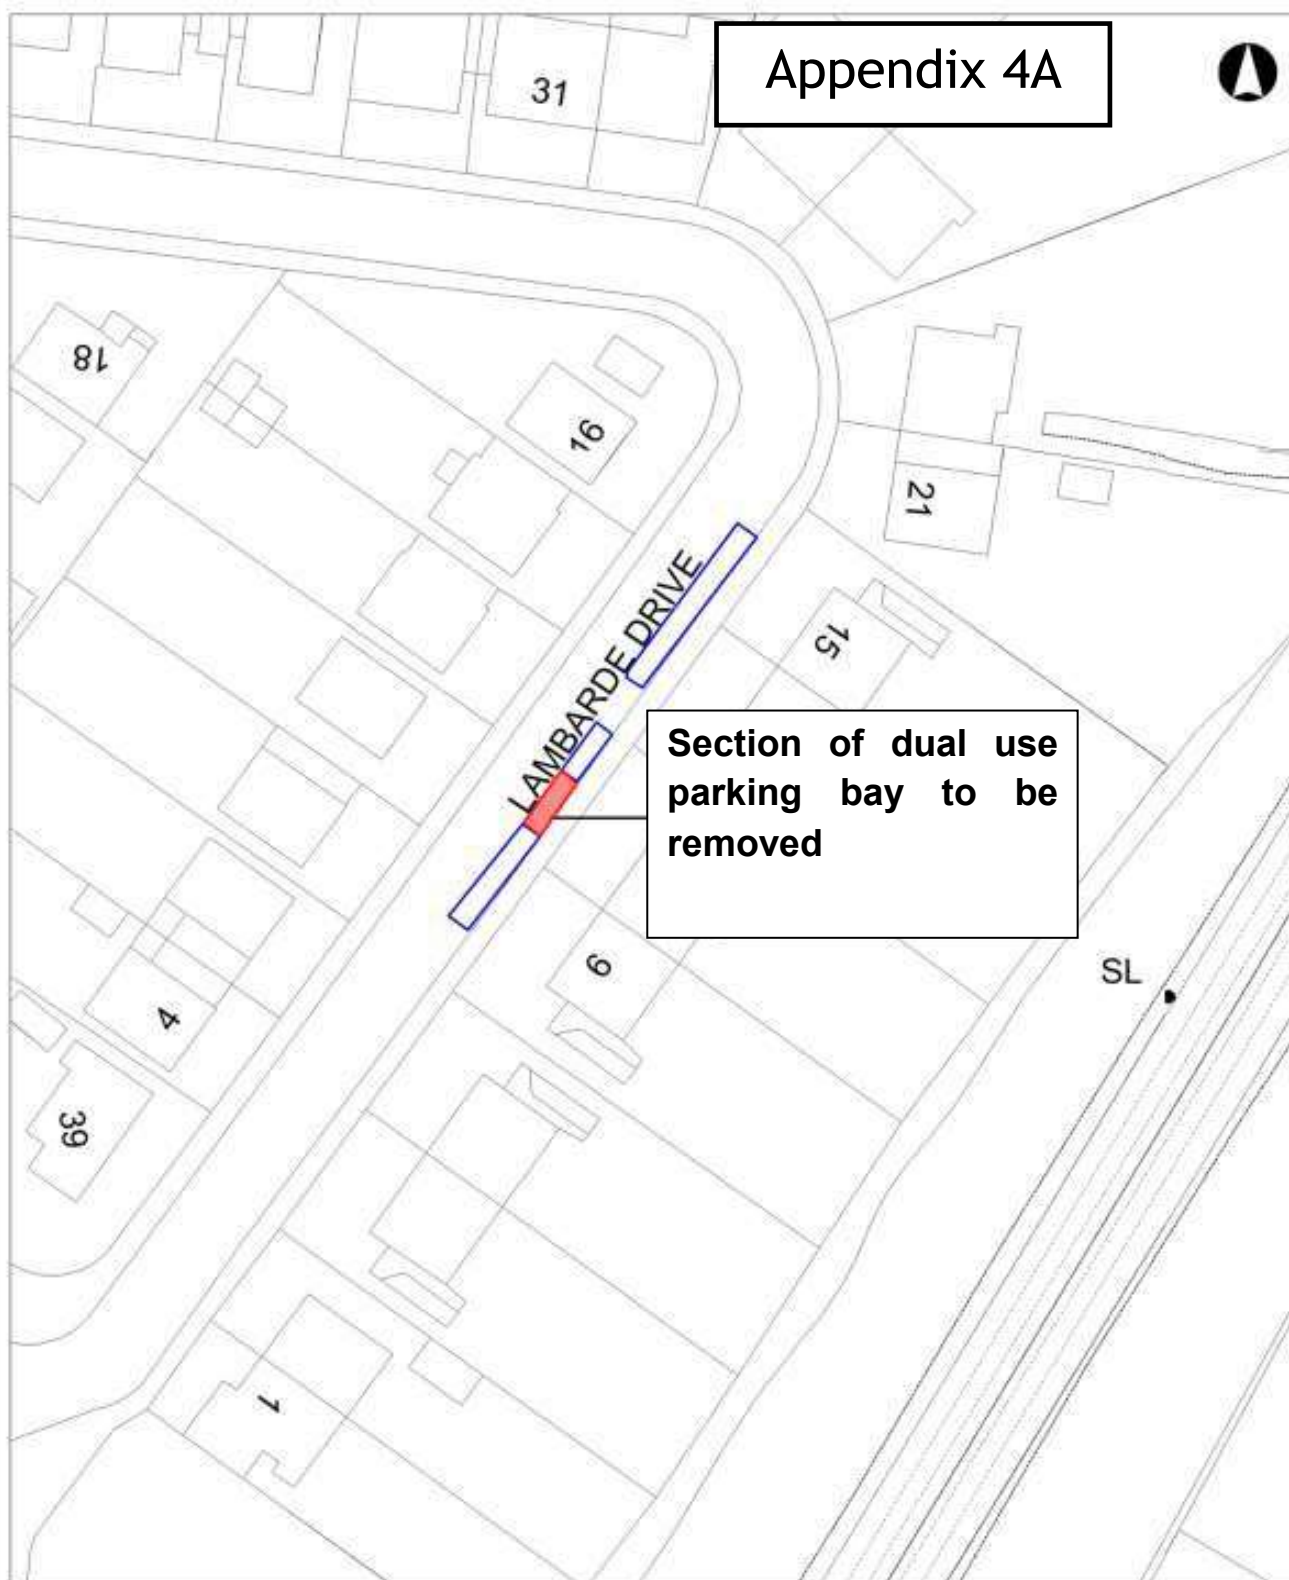 Appendix 4A
31
18
16
21
LAMBARDE DRIVE
15
Section of dual use
parking bay to be
removed
9
SL
4
39
1